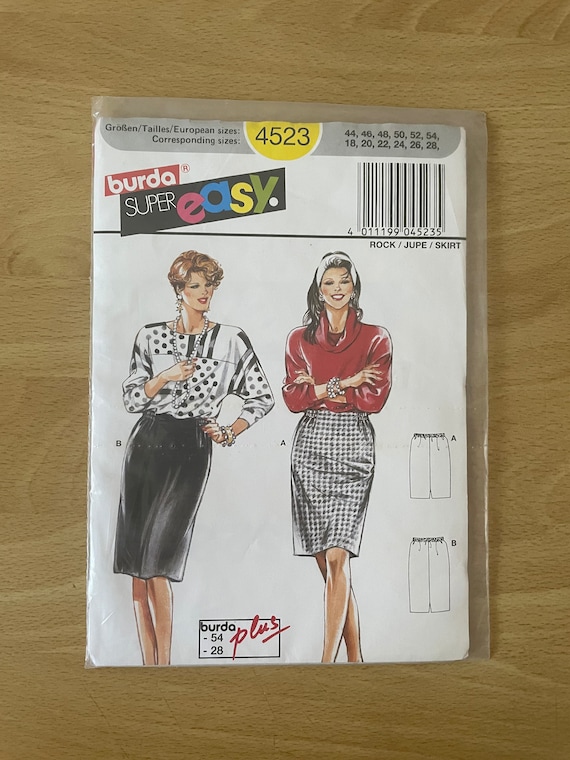 Größen/Tailles/European sizes:
Corresponding sizes:
4523
44, 46, 48, 50, 52, 54,
18, 20, 22, 24, 26, 28,
burda®
SUPER easy.
4 011199 045235
ROCK / JUPE / SKIRT
B
A
A
B
burda plus
- 54
- 28